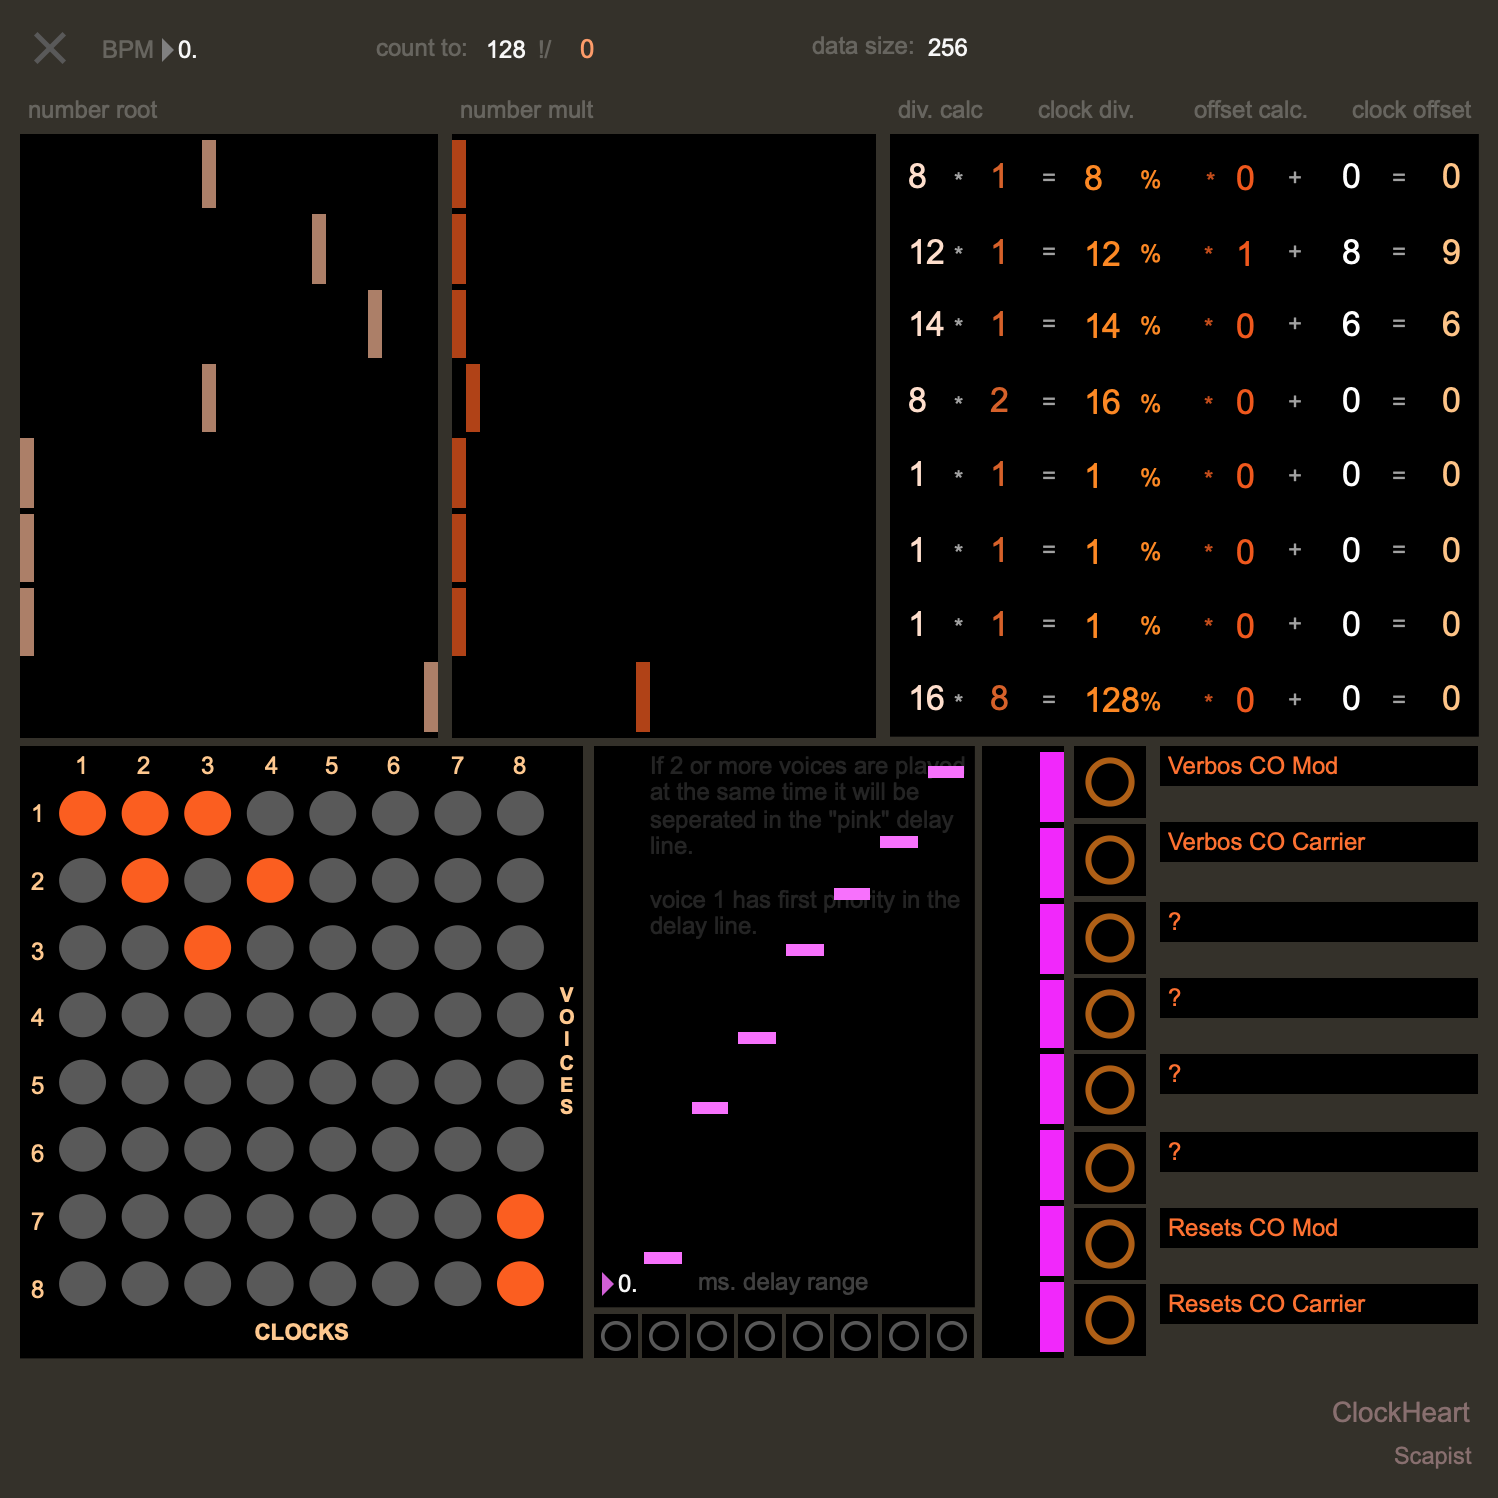 BPM 0. count to: 128 !/ 0 data size: 256
number root number mult div. calc clock div. offset calc. clock offset
8 * 1 = 8 % * 0 + 0 = 0
12 * 1 = 12 % * 1 + 8 = 9
14 * 1 = 14 % * 0 + 6 = 6
8 * 2 = 16 % * 0 + 0 = 0
1 * 1 = 1 % * 0 + 0 = 0
1 * 1 = 1 % * 0 + 0 = 0
1 * 1 = 1 % * 0 + 0 = 0
16 * 8 = 128% * 0 + 0 = 0
1 2 3 4 5 6 7 8
1
2
3
4
5
6
7
8
VOICES
CLOCKS
If 2 or more voices are played
at the same time it will be
seperated in the "pink" delay
line.
voice 1 has first priority in the
delay line.
0. ms. delay range
Verbos CO Mod
Verbos CO Carrier
?
?
?
?
Resets CO Mod
Resets CO Carrier
ClockHeart
Scapist